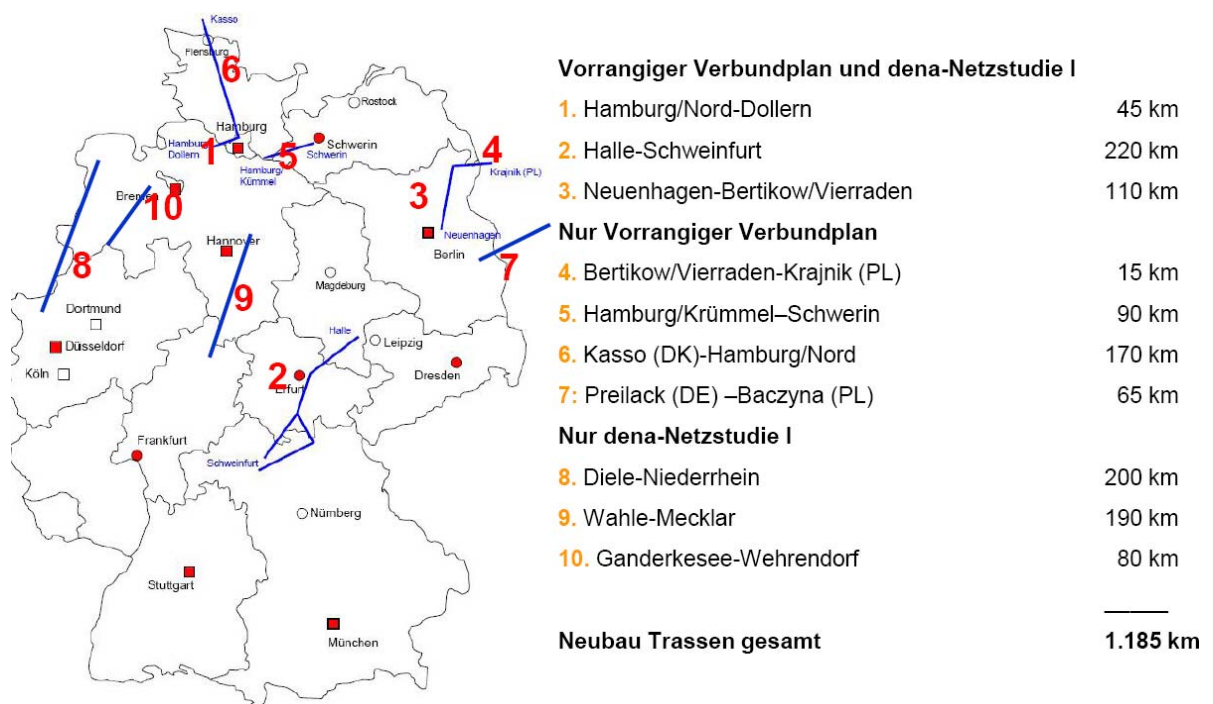 Kasso
Flensburg
6
Rostock
Hamburg
Hamburg/
Dollern
1
5
Schwerin
Schwerin
Hamburg/
Kümmel
4
Krajnik (PL)
Bremen
10
3
Neuenhagen
Hannover
Berlin
8
7
9
Magdeburg
Dortmund
Düsseldorf
Köln
Halle
Leipzig
2
Erfurt
Dresden
Frankfurt
Schweinfurt
Nürnberg
Stuttgart
München
Vorrangiger Verbundplan und dena-Netzstudie I
1. Hamburg/Nord-Dollern 45 km
2. Halle-Schweinfurt 220 km
3. Neuenhagen-Bertikow/Vierraden 110 km
Nur Vorrangiger Verbundplan
4. Bertikow/Vierraden-Krajnik (PL) 15 km
5. Hamburg/Krümmel–Schwerin 90 km
6. Kasso (DK)-Hamburg/Nord 170 km
7: Preilack (DE) –Baczyna (PL) 65 km
Nur dena-Netzstudie I
8. Diele-Niederrhein 200 km
9. Wahle-Mecklar 190 km
10. Ganderkesee-Wehrendorf 80 km
Neubau Trassen gesamt 1.185 km